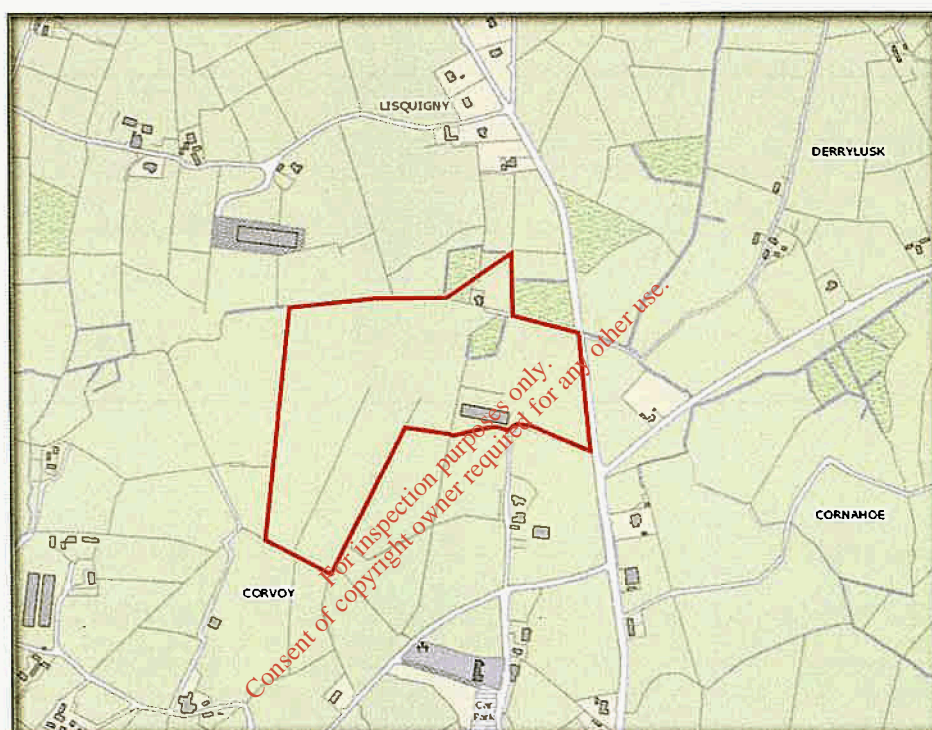 LISQUIGNY
DERRYLUSK
CORNAHOE
CORVOY
For inspection purposes only.
Consent of copyright owner required for any other use.
Car
Park